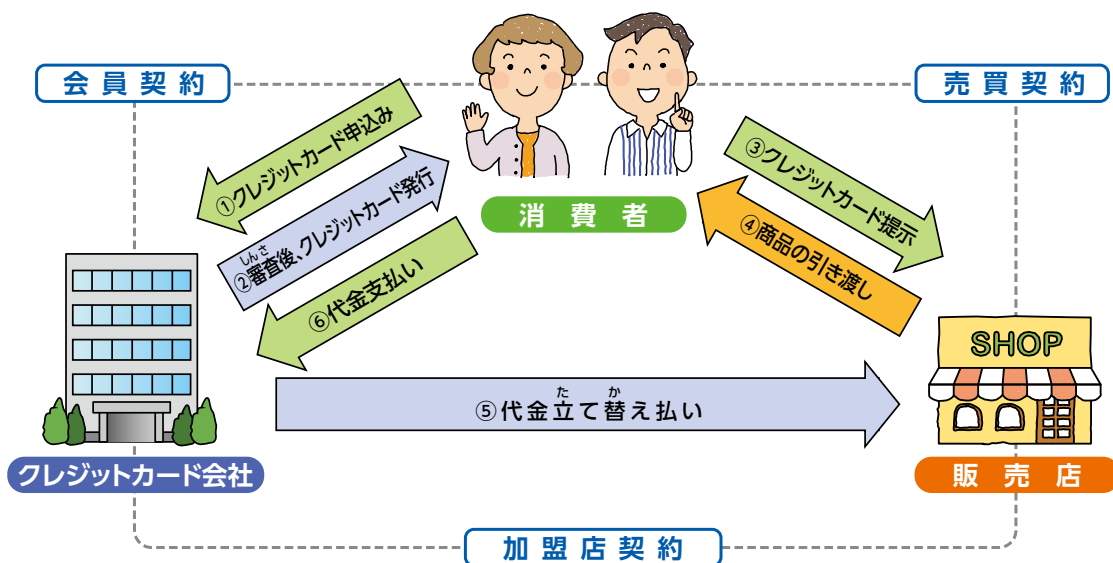 会員契約
売買契約
①クレジットカード申込み
②審査後、クレジットカード発行
しんさ
⑥代金支払い
消費者
③クレジットカード提示
④商品の引き渡し
SHOP
た か
⑤代金立て替え払い
クレジットカード会社
販売店
加盟店契約